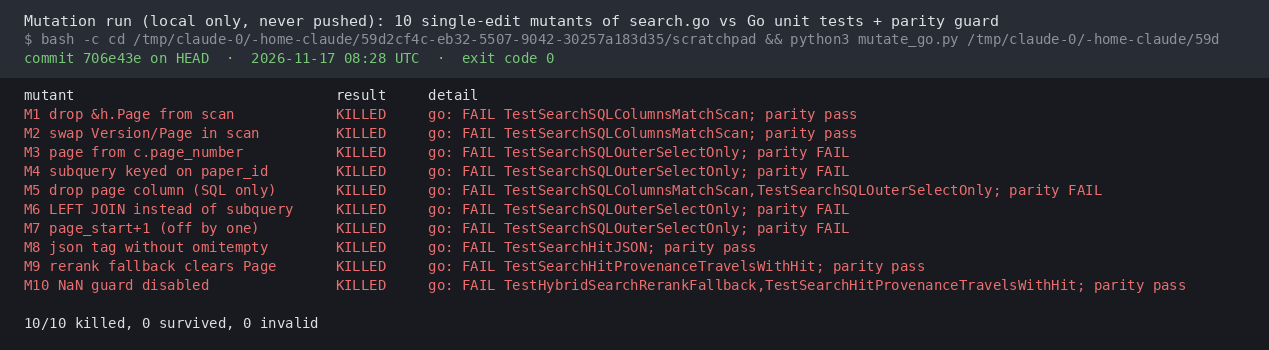 Mutation run (local only, never pushed): 10 single-edit mutants of search.go vs Go unit tests + parity guard
$ bash -c cd /tmp/claude-0/-home-claude/59d2cf4c-eb32-5507-9042-30257a183d35/scratchpad && python3 mutate_go.py /tmp/claude-0/-home-claude/59d
commit 706e43e on HEAD · 2026-11-17 08:28 UTC · exit code 0
mutant result detail
M1 drop &h.Page from scan KILLED go: FAIL TestSearchSQLColumnsMatchScan; parity pass
M2 swap Version/Page in scan KILLED go: FAIL TestSearchSQLColumnsMatchScan; parity pass
M3 page from c.page_number KILLED go: FAIL TestSearchSQLOuterSelectOnly; parity FAIL
M4 subquery keyed on paper_id KILLED go: FAIL TestSearchSQLOuterSelectOnly; parity FAIL
M5 drop page column (SQL only) KILLED go: FAIL TestSearchSQLColumnsMatchScan,TestSearchSQLOuterSelectOnly; parity FAIL
M6 LEFT JOIN instead of subquery KILLED go: FAIL TestSearchSQLOuterSelectOnly; parity FAIL
M7 page_start+1 (off by one) KILLED go: FAIL TestSearchSQLOuterSelectOnly; parity FAIL
M8 json tag without omitempty KILLED go: FAIL TestSearchHitJSON; parity pass
M9 rerank fallback clears Page KILLED go: FAIL TestSearchHitProvenanceTravelsWithHit; parity pass
M10 NaN guard disabled KILLED go: FAIL TestHybridSearchRerankFallback,TestSearchHitProvenanceTravelsWithHit; parity pass
10/10 killed, 0 survived, 0 invalid